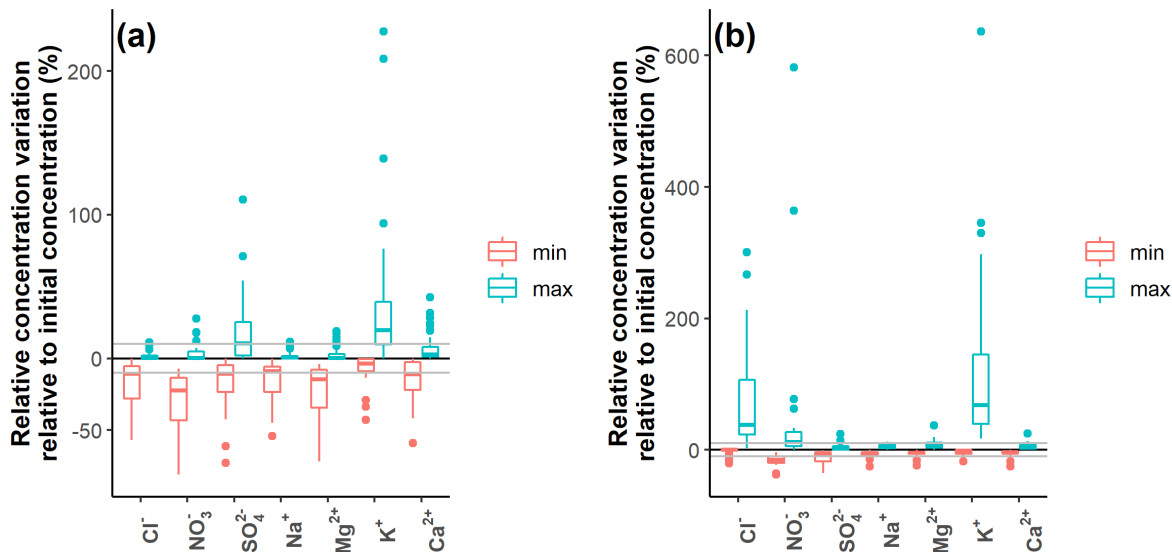 (a)
Relative concentration variation
relative to initial concentration (%)
200
100
0
-50
Cl⁻
NO₃⁻
SO₄²⁻
Na⁺
Mg²⁺
K⁺
Ca²⁺
min
max
(b)
Relative concentration variation
relative to initial concentration (%)
600
400
200
0
Cl⁻
NO₃⁻
SO₄²⁻
Na⁺
Mg²⁺
K⁺
Ca²⁺
min
max